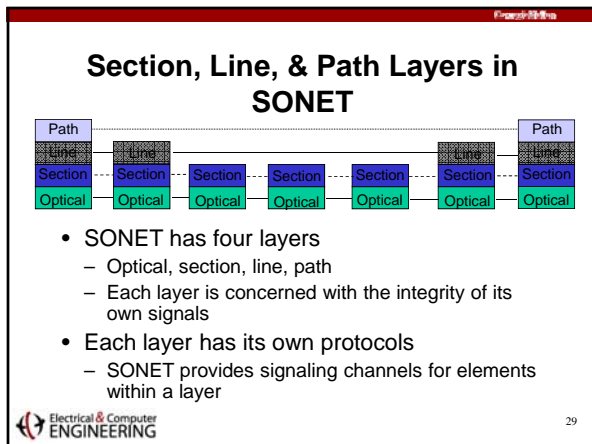 Carnegie Mellon
Section, Line, & Path Layers in
SONET
Path Path
Line Line Line Line
Section Section Section Section Section Section Section
Optical Optical Optical Optical Optical Optical Optical
• SONET has four layers
– Optical, section, line, path
– Each layer is concerned with the integrity of its
own signals
• Each layer has its own protocols
– SONET provides signaling channels for elements
within a layer
Electrical & Computer
ENGINEERING
29